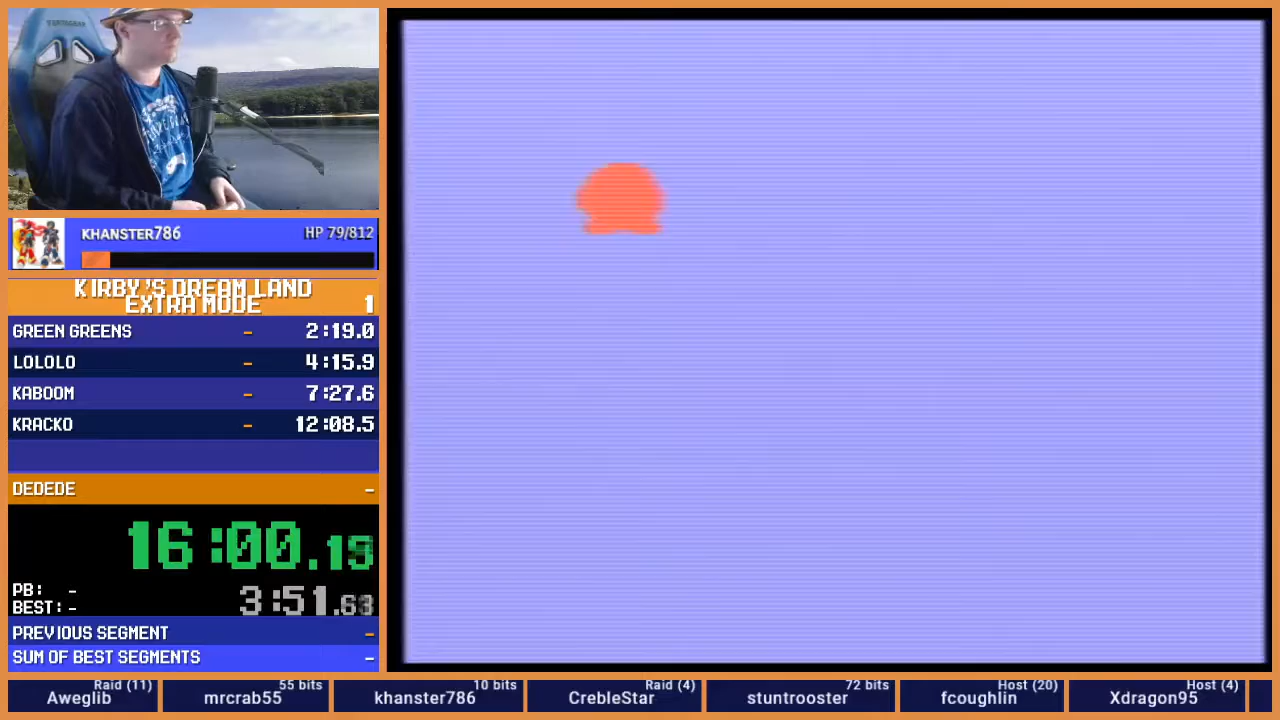 KHANSTER786 HP 79/812
KIRBY'S DREAM LAND
EXTRA MODE 1
GREEN GREENS - 2:19.0
LOLOLO - 4:15.9
KABOOM - 7:27.6
KRACKO - 12:08.5
DEDEDE -
16:00.19
PB: -
BEST: -
3:51.63
PREVIOUS SEGMENT -
SUM OF BEST SEGMENTS -
Raid (11)
Aweglib
55 bits
mrcrab55
10 bits
khanster786
Raid (4)
CrebleStar
72 bits
stuntrooster
Host (20)
fcoughlin
Host (4)
Xdragon95